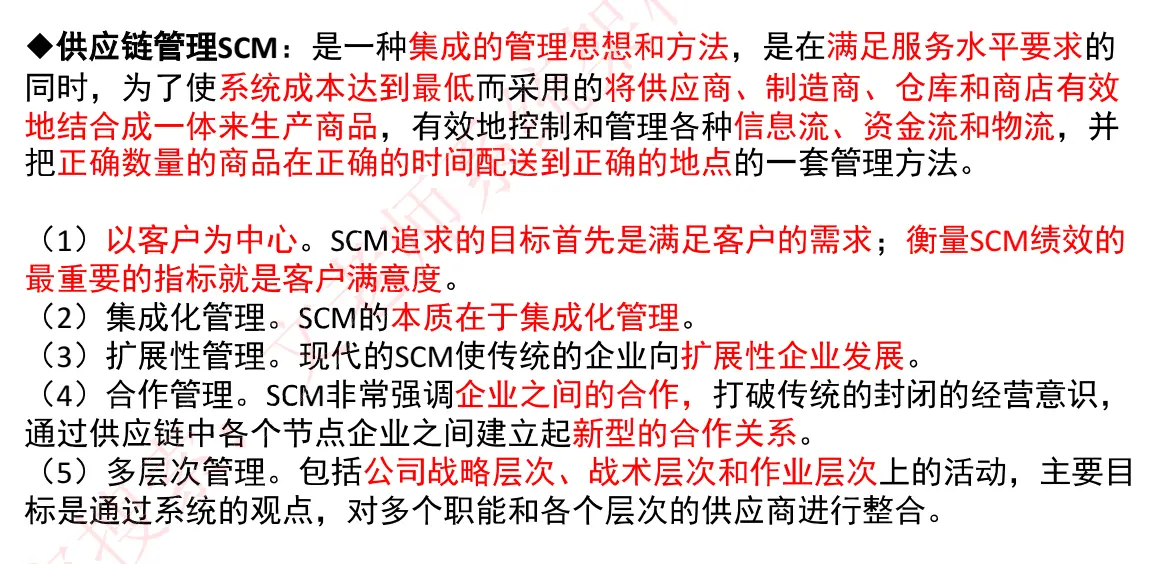 ◆供应链管理SCM：是一种集成的管理思想和方法，是在满足服务水平要求的
同时，为了使系统成本达到最低而采用的将供应商、制造商、仓库和商店有效
地结合成一体来生产商品，有效地控制和管理各种信息流、资金流和物流，并
把正确数量的商品在正确的时间配送到正确的地点的一套管理方法。
（1）以客户为中心。SCM追求的目标首先是满足客户的需求；衡量SCM绩效的
最重要的指标就是客户满意度。
（2）集成化管理。SCM的本质在于集成化管理。
（3）扩展性管理。现代的SCM使传统的企业向扩展性企业发展。
（4）合作管理。SCM非常强调企业之间的合作，打破传统的封闭的经营意识，
通过供应链中各个节点企业之间建立起新型的合作关系。
（5）多层次管理。包括公司战略层次、战术层次和作业层次上的活动，主要目
标是通过系统的观点，对多个职能和各个层次的供应商进行整合。